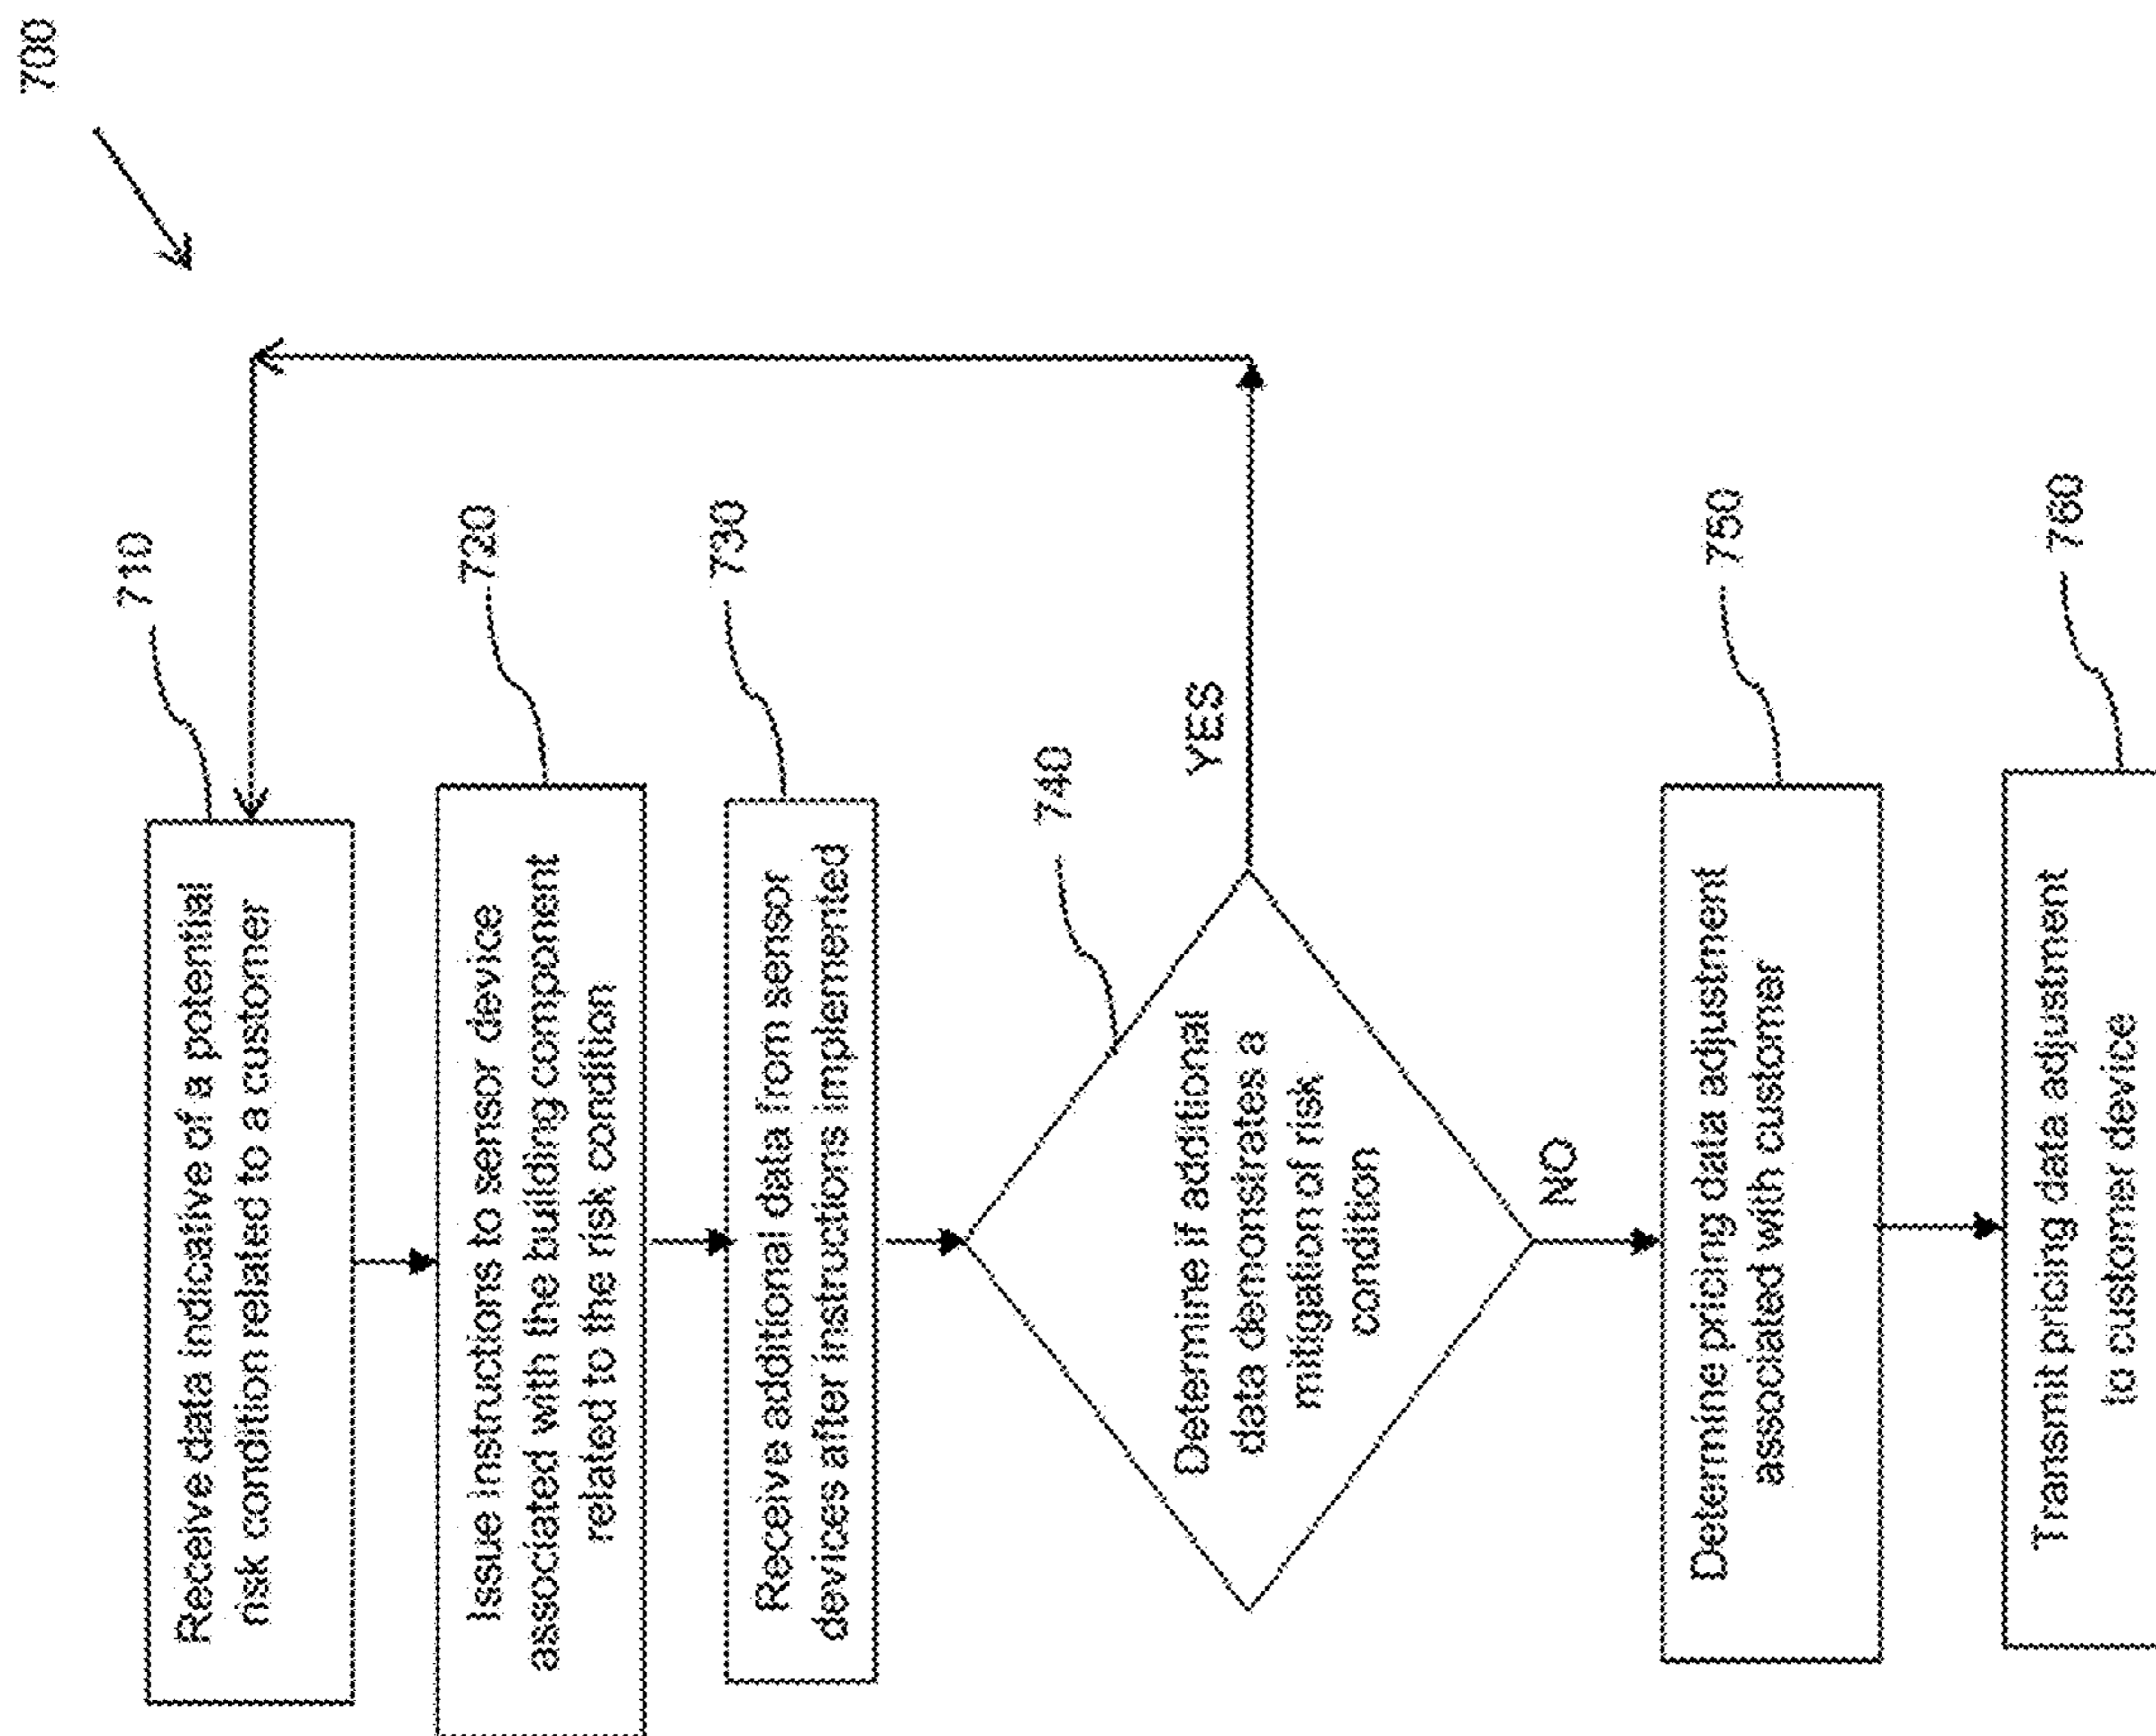 700
710
Receive data indicative of a potential
risk condition related to a customer
720
Issue instructions to sensor device
associated with the building component
related to the risk condition
730
Receive additional data from sensor
devices after instructions implemented
740
Determine if additional
data demonstrates a
mitigation of risk
condition
YES
NO
750
Determine pricing data adjustment
associated with customer
760
Transmit pricing data adjustment
to customer device